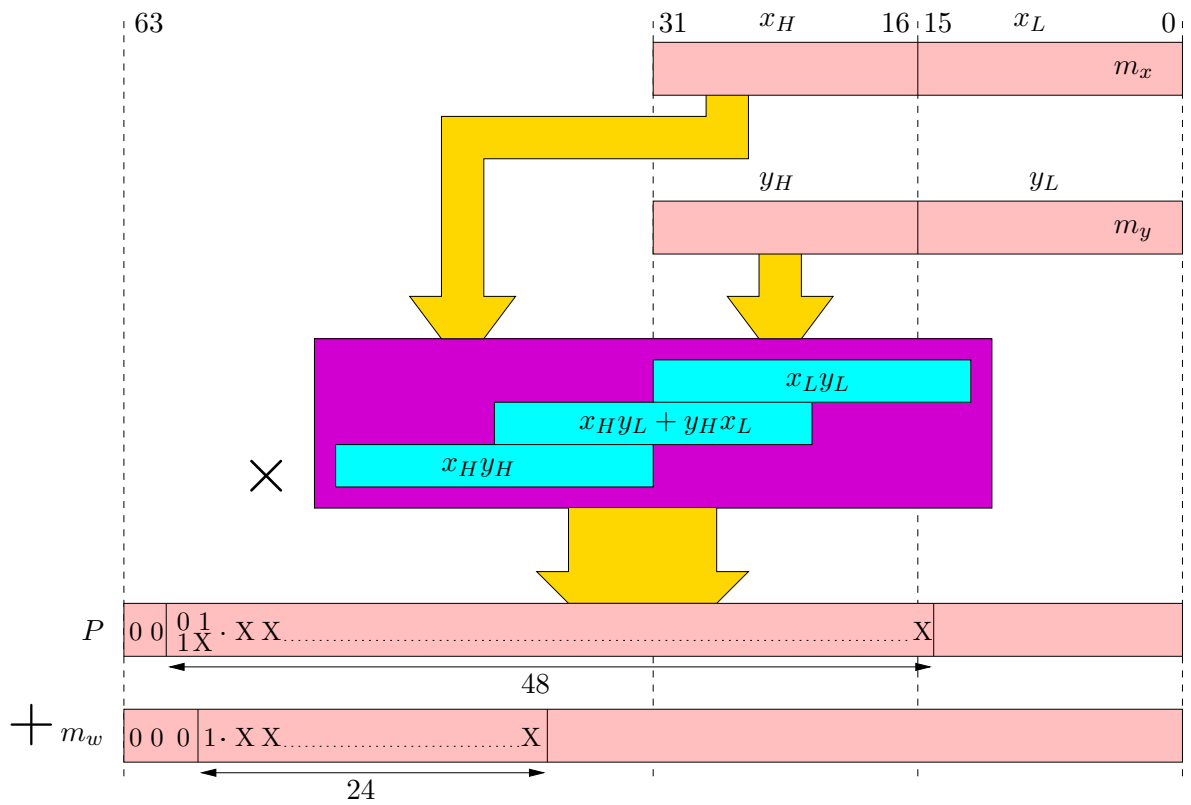 63 31 x_H 16 15 x_L 0
m_x
y_H y_L
m_y
x_L y_L
x_H y_L + y_H x_L
x_H y_H
×
P 0 0 0 1 . X X ........ X
1 X
48
+ m_w 0 0 0 1 . X X ........ X
24